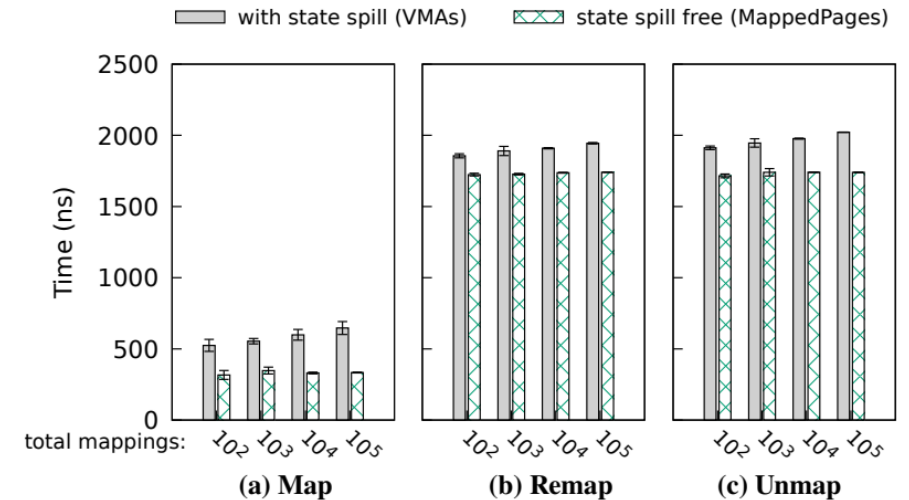 with state spill (VMAs) state spill free (MappedPages)
2500
2000
1500
1000
500
0
Time (ns)
total mappings: 10² 10³ 10⁴ 10⁵ 10² 10³ 10⁴ 10⁵ 10² 10³ 10⁴ 10⁵
(a) Map (b) Remap (c) Unmap